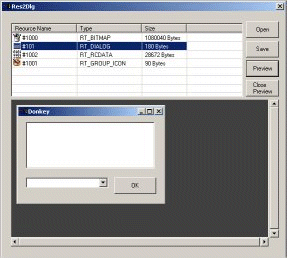 Res2Dlg
Resource Name Type Size
#1000 RT_BITMAP 1080040 Bytes
#101 RT_DIALOG 180 Bytes
#1002 RT_RCDATA 28672 Bytes
#1001 RT_GROUP_ICON 90 Bytes
Open
Save
Preview
Close Preview
Donkey
OK